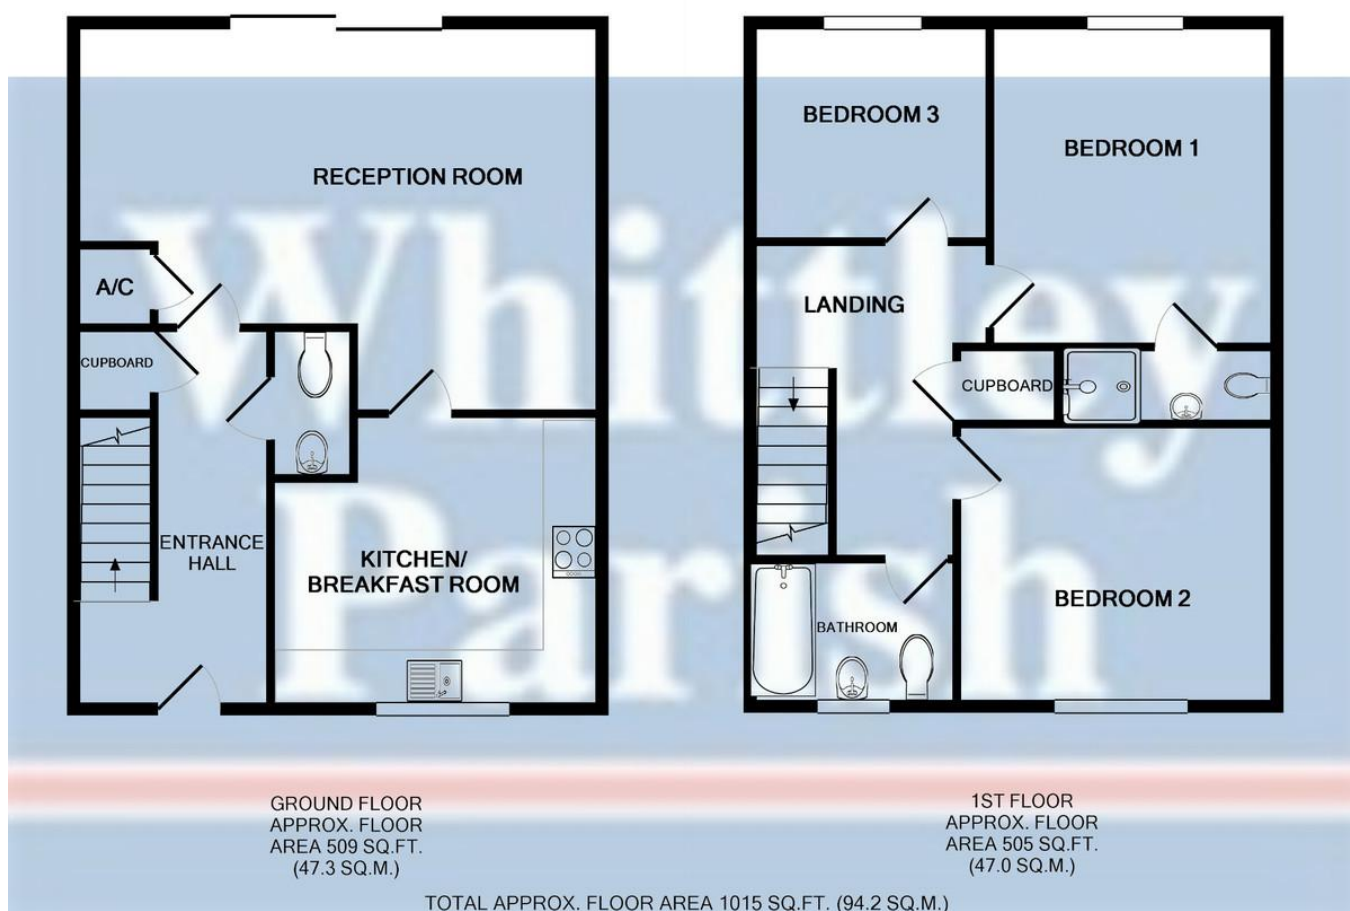 RECEPTION ROOM
A/C
CUPBOARD
ENTRANCE
HALL
KITCHEN/
BREAKFAST ROOM
GROUND FLOOR
APPROX. FLOOR
AREA 509 SQ.FT.
(47.3 SQ.M.)
BEDROOM 3
BEDROOM 1
LANDING
CUPBOARD
BATHROOM
BEDROOM 2
1ST FLOOR
APPROX. FLOOR
AREA 505 SQ.FT.
(47.0 SQ.M.)
TOTAL APPROX. FLOOR AREA 1015 SQ.FT. (94.2 SQ.M.)
Whittley
Parish